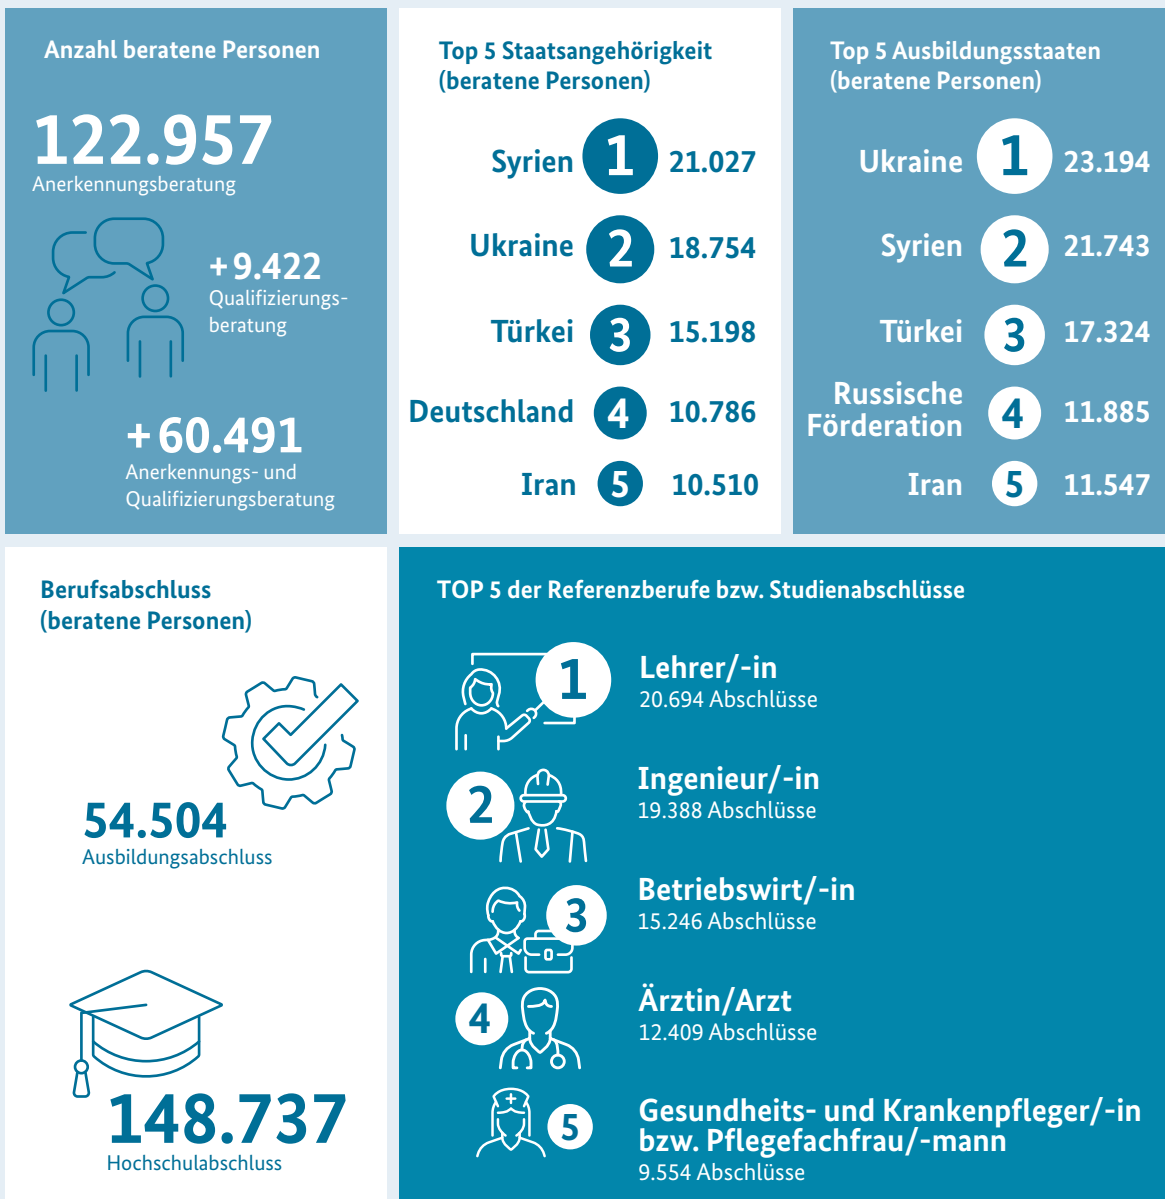 Anzahl beratene Personen
122.957
Anerkennungsberatung
+9.422
Qualifizierungs-
beratung
+60.491
Anerkennungs- und
Qualifizierungsberatung
Top 5 Staatsangehörigkeit
(beratene Personen)
Syrien 1 21.027
Ukraine 2 18.754
Türkei 3 15.198
Deutschland 4 10.786
Iran 5 10.510
Top 5 Ausbildungsstaaten
(beratene Personen)
Ukraine 1 23.194
Syrien 2 21.743
Türkei 3 17.324
Russische
Förderation 4 11.885
Iran 5 11.547
Berufsabschluss
(beratene Personen)
54.504
Ausbildungsabschluss
148.737
Hochschulabschluss
TOP 5 der Referenzberufe bzw. Studienabschlüsse
1 Lehrer/-in
20.694 Abschlüsse
2 Ingenieur/-in
19.388 Abschlüsse
3 Betriebswirt/-in
15.246 Abschlüsse
4 Ärztin/Arzt
12.409 Abschlüsse
5 Gesundheits- und Krankenpfleger/-in
bzw. Pflegefachfrau/-mann
9.554 Abschlüsse